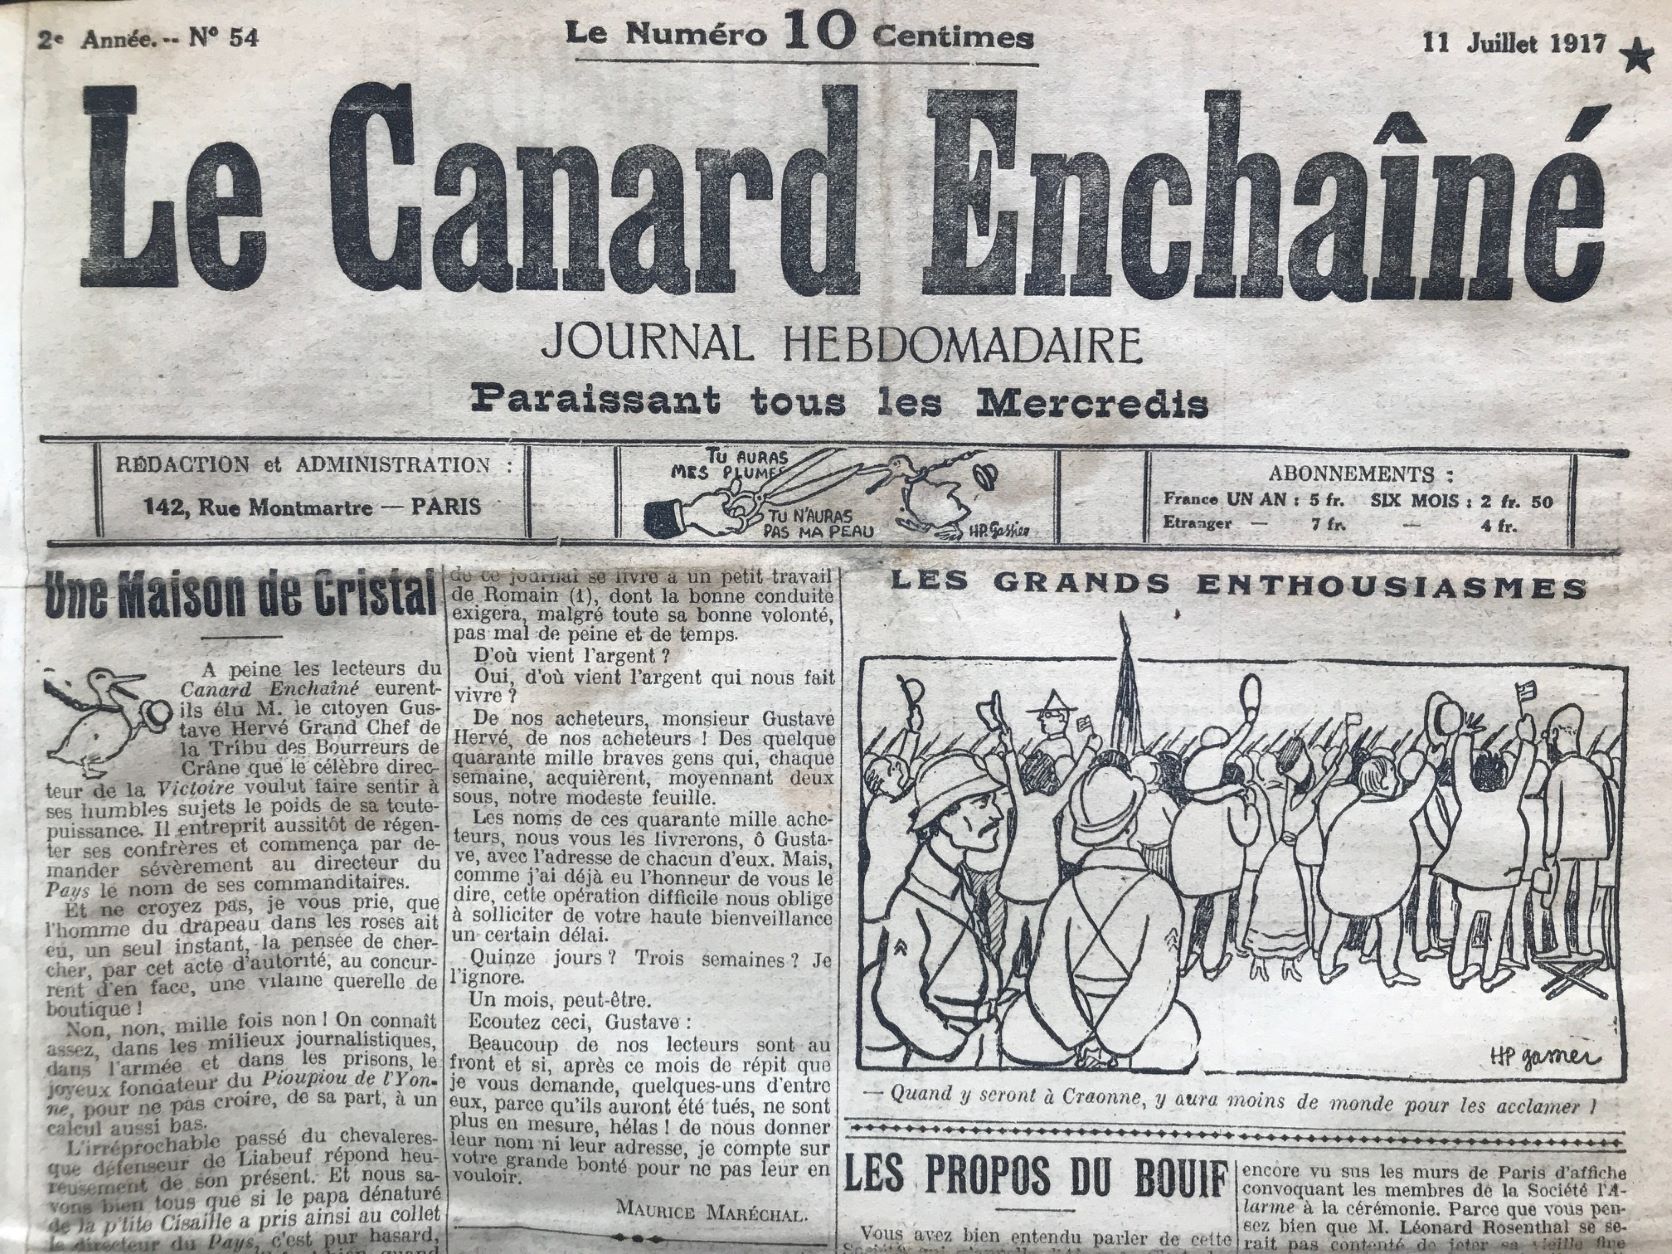 2e Année.-- N° 54
Le Numéro 10 Centimes
11 Juillet 1917
Le Canard Enchaîné
JOURNAL HEBDOMADAIRE
Paraissant tous les Mercredis
RÉDACTION et ADMINISTRATION :
142, Rue Montmartre — PARIS
TU AURAS
MES PLUMES
TU N'AURAS
PAS MA PEAU
HP. Gassier
ABONNEMENTS :
France UN AN : 5 fr. SIX MOIS : 2 fr. 50
Etranger — 7 fr. — 4 fr.
Une Maison de Cristal
A peine les lecteurs du
Canard Enchaîné eurent-
ils élu M. le citoyen Gus-
tave Hervé Grand Chef de
la Tribu des Bourreurs de
Crâne que le célèbre direc-
teur de la Victoire voulut faire sentir à
ses humbles sujets le poids de sa toute-
puissance. Il entreprit aussitôt de régen-
ter ses confrères et commença par de-
mander sévèrement au directeur du
Pays le nom de ses commanditaires.
Et ne croyez pas, je vous prie, que
l'homme du drapeau dans les roses ait
eu, un seul instant, la pensée de cher-
cher, par cet acte d'autorité, au concur-
rent d'en face, une vilaine querelle de
boutique !
Non, non, mille fois non ! On connaît
assez, dans les milieux journalistiques,
dans l'armée et dans les prisons, le
joyeux fondateur du Pioupiou de l'Yon-
ne, pour ne pas croire, de sa part, à un
calcul aussi bas.
L'irréprochable passé du chevaleres-
que défenseur de Liabeuf répond heu-
reusement de son présent. Et nous sa-
vons bien tous que si le papa dénaturé
de la p'tite Cisaille a pris ainsi au collet
le directeur du Pays, c'est pur hasard,
de ce journal se livre à un petit travail
de Romain (1), dont la bonne conduite
exigera, malgré toute sa bonne volonté,
pas mal de peine et de temps.
D'où vient l'argent ?
Oui, d'où vient l'argent qui nous fait
vivre ?
De nos acheteurs, monsieur Gustave
Hervé, de nos acheteurs ! Des quelque
quarante mille braves gens qui, chaque
semaine, acquièrent, moyennant deux
sous, notre modeste feuille.
Les noms de ces quarante mille ache-
teurs, nous vous les livrerons, ô Gusta-
ve, avec l'adresse de chacun d'eux. Mais,
comme j'ai déjà eu l'honneur de vous le
dire, cette opération difficile nous oblige
à solliciter de votre haute bienveillance
un certain délai.
Quinze jours ? Trois semaines ? Je
l'ignore.
Un mois, peut-être.
Ecoutez ceci, Gustave :
Beaucoup de nos lecteurs sont au
front et si, après ce mois de répit que
je vous demande, quelques-uns d'entre
eux, parce qu'ils auront été tués, ne sont
plus en mesure, hélas ! de nous donner
leur nom ni leur adresse, je compte sur
votre grande bonté pour ne pas leur en
vouloir.
MAURICE MARÉCHAL.
LES GRANDS ENTHOUSIASMES
HP gassier
— Quand y seront à Craonne, y aura moins de monde pour les acclamer !
LES PROPOS DU BOUIF
Vous avez bien entendu parler de cette
encore vu sus les murs de Paris d'affiche
convoquant les membres de la Société l'A-
larme à la cérémonie. Parce que vous pen-
sez bien que M. Léonard Rosenthal se se-
rait pas contenté de jeter sa vieille